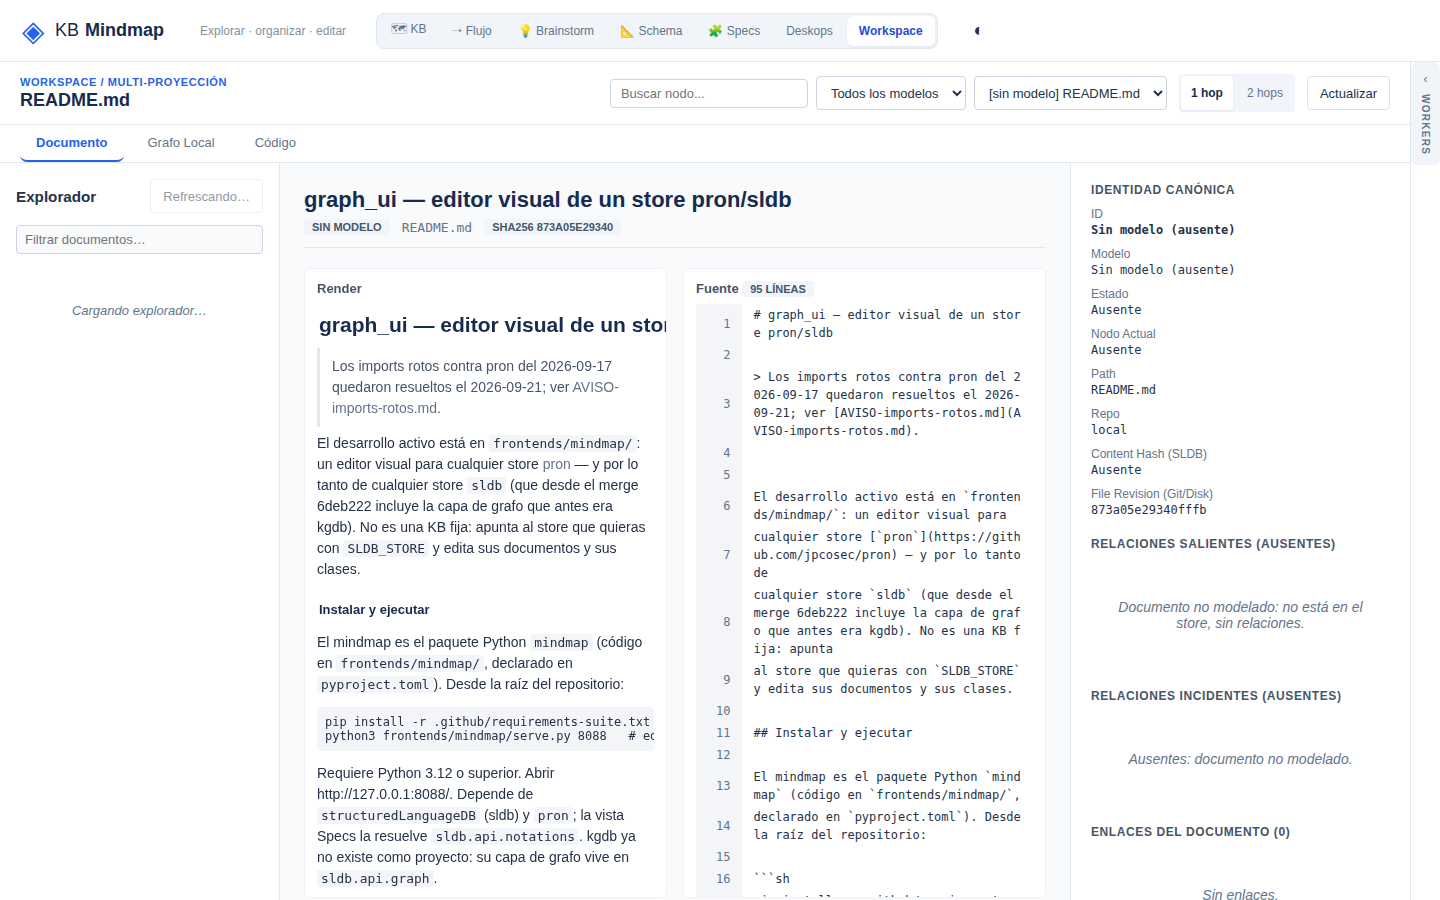 KB Mindmap
Explorar · organizar · editar
🗺 KB
→ Flujo
💡 Brainstorm
📐 Schema
🧩 Specs
Deskops
Workspace
WORKSPACE / MULTI-PROYECCIÓN
README.md
Buscar nodo...
Todos los modelos
[sin modelo] README.md
1 hop
2 hops
Actualizar
‹
WORKERS
Documento
Grafo Local
Código
Explorador
Refrescando…
Filtrar documentos…
Cargando explorador…
graph_ui — editor visual de un store pron/sldb
SIN MODELO README.md SHA256 873A05E29340
Render
graph_ui — editor visual de un stor
Los imports rotos contra pron del 2026-09-17
quedaron resueltos el 2026-09-21; ver AVISO-
imports-rotos.md.
El desarrollo activo está en frontends/mindmap/ :
un editor visual para cualquier store pron — y por lo
tanto de cualquier store sldb (que desde el merge
6deb222 incluye la capa de grafo que antes era
kgdb). No es una KB fija: apunta al store que quieras
con SLDB_STORE y edita sus documentos y sus
clases.
Instalar y ejecutar
El mindmap es el paquete Python mindmap (código
en frontends/mindmap/ , declarado en
pyproject.toml ). Desde la raíz del repositorio:
pip install -r .github/requirements-suite.txt
python3 frontends/mindmap/serve.py 8088 # ed
Requiere Python 3.12 o superior. Abrir
http://127.0.0.1:8088/. Depende de
structuredLanguageDB (sldb) y pron ; la vista
Specs la resuelve sldb.api.notations . kgdb ya
no existe como proyecto: su capa de grafo vive en
sldb.api.graph .
Fuente 95 LÍNEAS
1 # graph_ui — editor visual de un stor
e pron/sldb
2
3 > Los imports rotos contra pron del 2
026-09-17 quedaron resueltos el 2026-
09-21; ver [AVISO-imports-rotos.md](A
VISO-imports-rotos.md).
4
5
6 El desarrollo activo está en `fronten
ds/mindmap/`: un editor visual para
7 cualquier store [`pron`](https://gith
ub.com/jpcosec/pron) — y por lo tanto
de
8 cualquier store `sldb` (que desde el
merge 6deb222 incluye la capa de graf
o que antes era kgdb). No es una KB f
ija: apunta
9 al store que quieras con `SLDB_STORE`
y edita sus documentos y sus clases.
10
11 ## Instalar y ejecutar
12
13 El mindmap es el paquete Python `mind
map` (código en `frontends/mindmap/`,
14 declarado en `pyproject.toml`). Desde
la raíz del repositorio:
15
16 ```sh
IDENTIDAD CANÓNICA
ID
Sin modelo (ausente)
Modelo
Sin modelo (ausente)
Estado
Ausente
Nodo Actual
Ausente
Path
README.md
Repo
local
Content Hash (SLDB)
Ausente
File Revision (Git/Disk)
873a05e29340fffb
RELACIONES SALIENTES (AUSENTES)
Documento no modelado: no está en el
store, sin relaciones.
RELACIONES INCIDENTES (AUSENTES)
Ausentes: documento no modelado.
ENLACES DEL DOCUMENTO (0)
Sin enlaces.